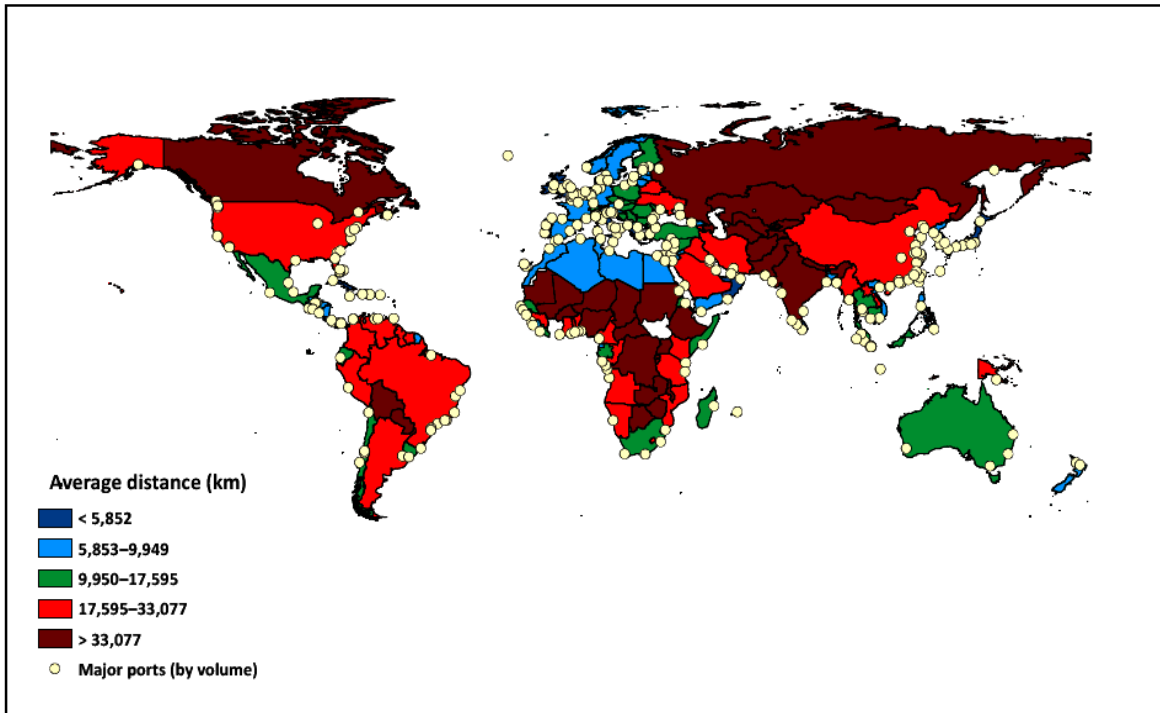 Average distance (km)
< 5,852
5,853–9,949
9,950–17,595
17,595–33,077
> 33,077
Major ports (by volume)